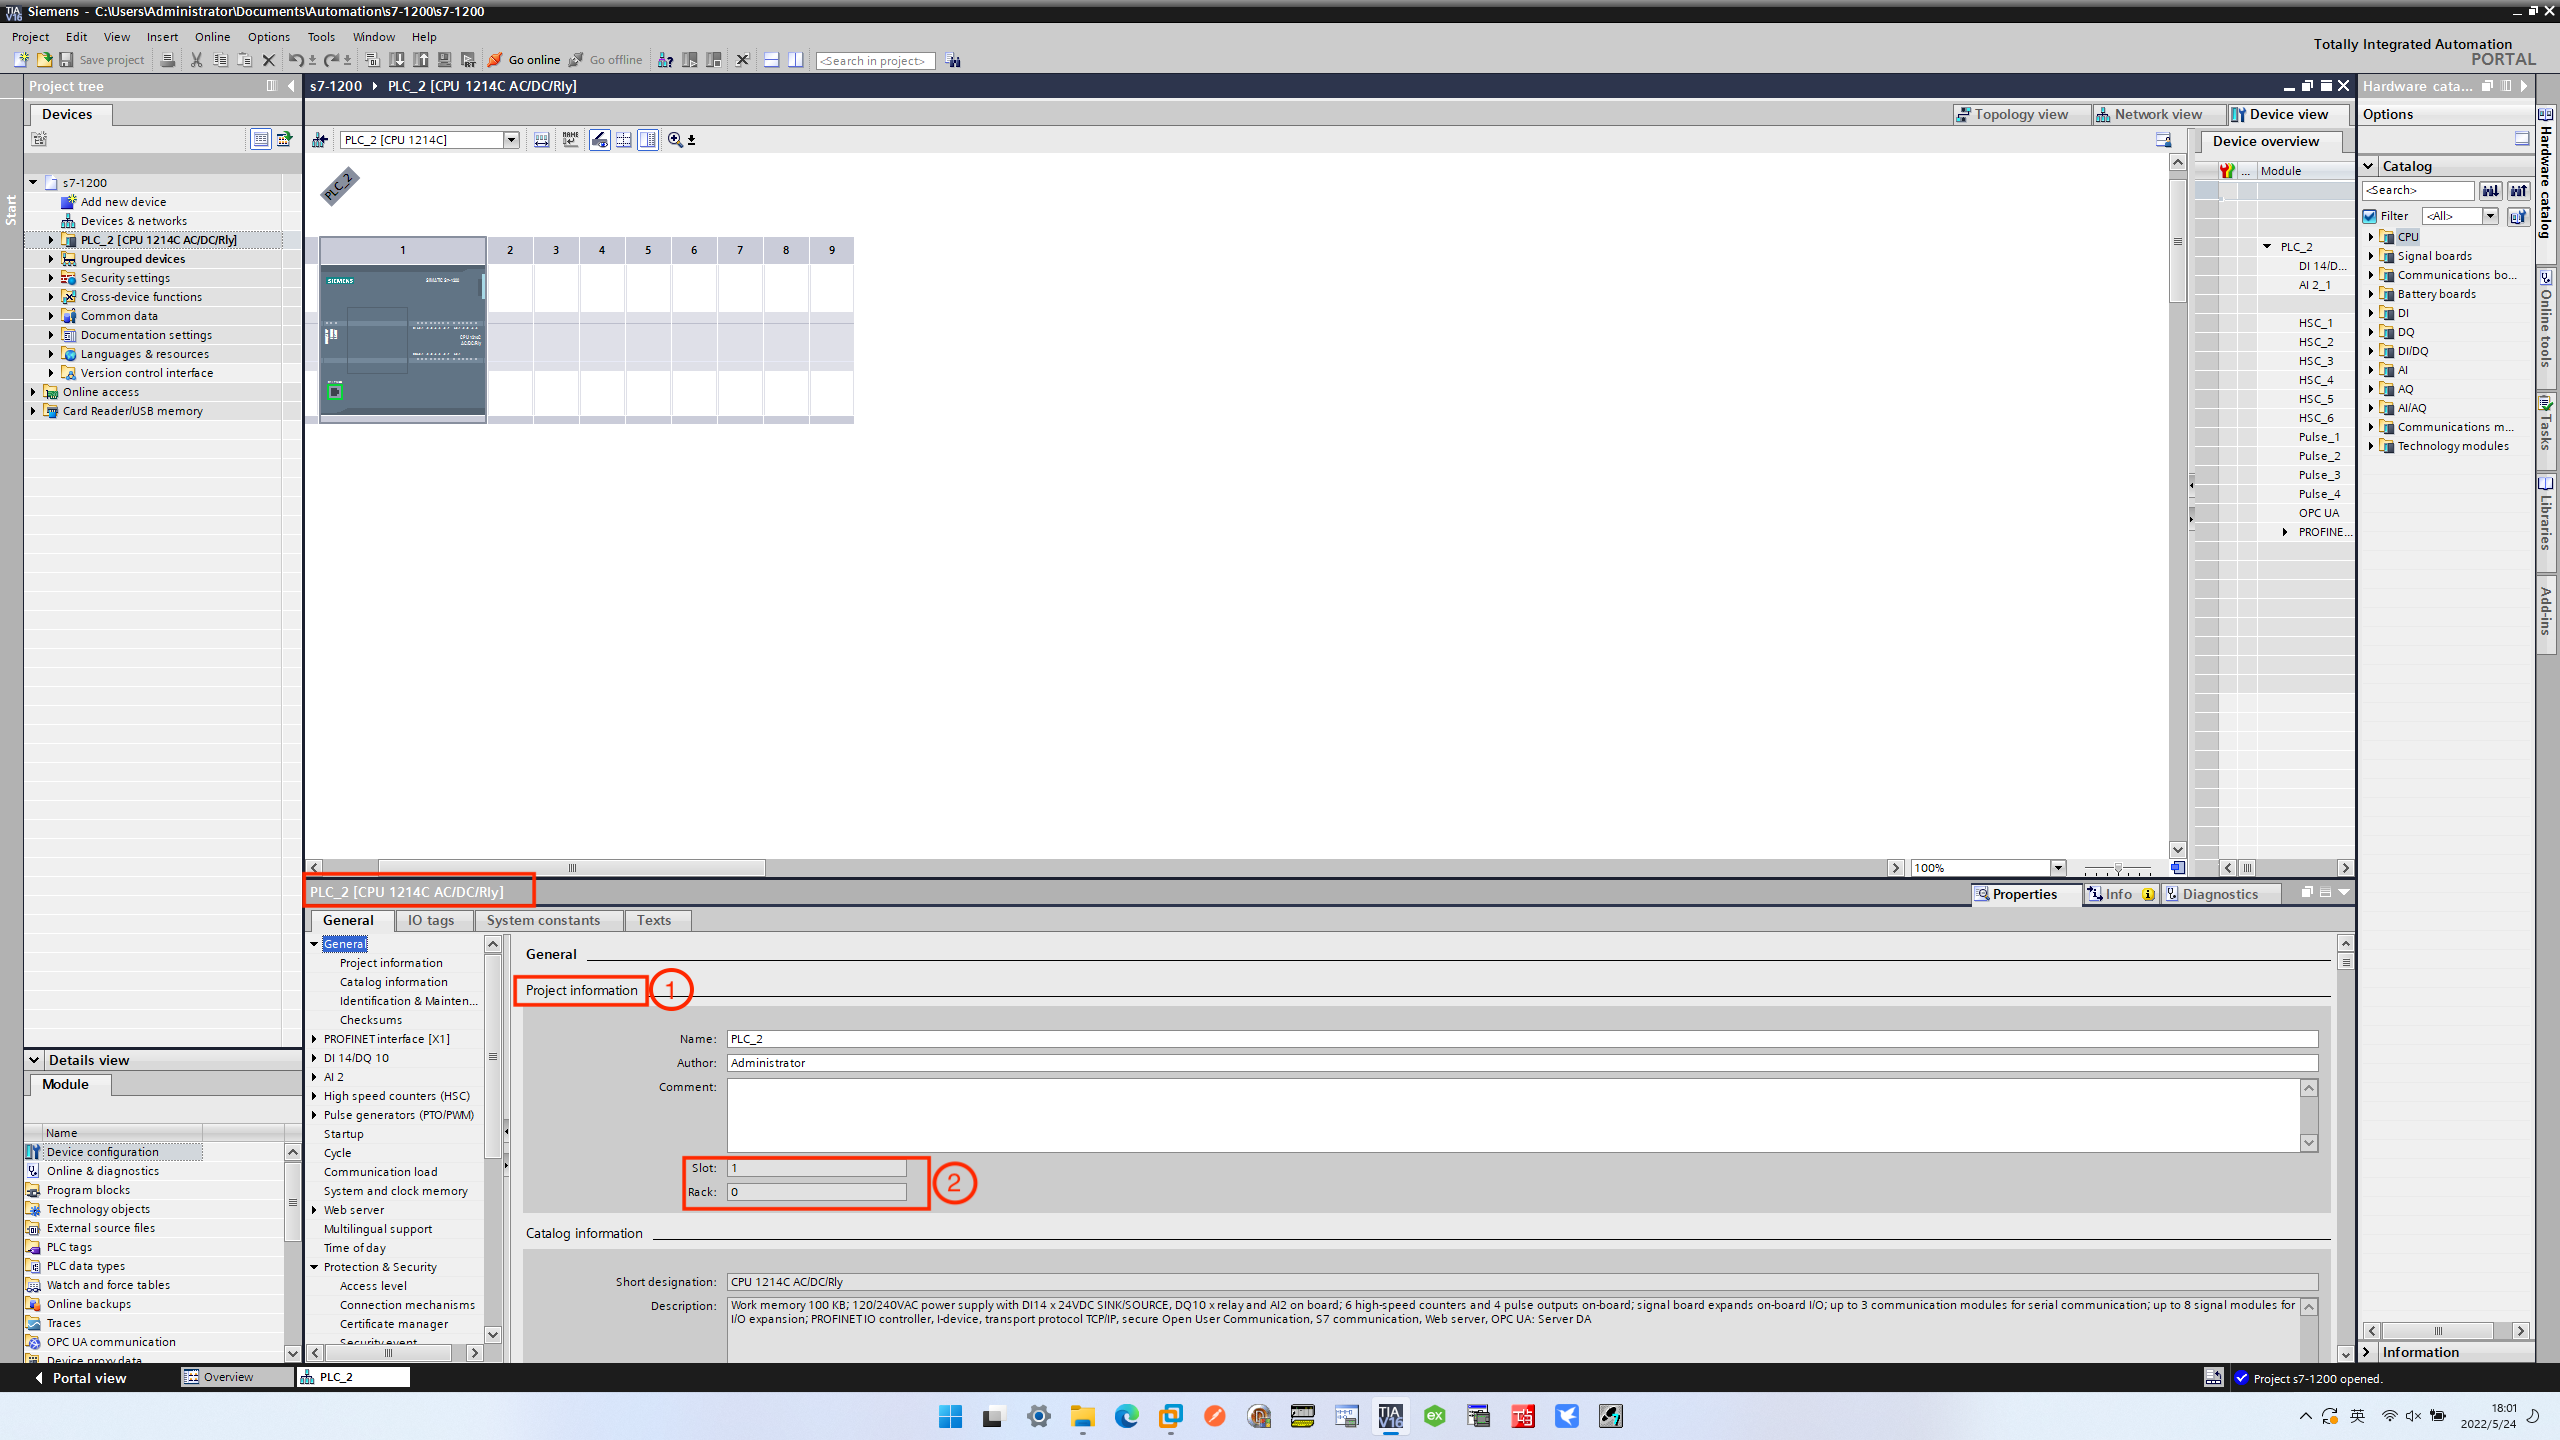 Siemens - C:\Users\Administrator\Documents\Automation\s7-1200\s7-1200
Project Edit View Insert Online Options Tools Window Help
Totally Integrated Automation
PORTAL
Save project
Go online
Go offline
<Search in project>
Project tree
s7-1200 PLC_2 [CPU 1214C AC/DC/Rly]
Hardware cata...
Devices
Topology view
Network view
Device view
Options
PLC_2 [CPU 1214C]
Device overview
... Module
Catalog
<Search>
Filter <All>
Start
s7-1200
Add new device
Devices & networks
PLC_2 [CPU 1214C AC/DC/Rly]
Ungrouped devices
Security settings
Cross-device functions
Common data
Documentation settings
Languages & resources
Version control interface
Online access
Card Reader/USB memory
PLC_2
1 2 3 4 5 6 7 8 9
SIEMENS
SIMATIC S7-1200
CPU 1214C
AC/DC/Rly
PLC_2
DI 14/D...
AI 2_1
HSC_1
HSC_2
HSC_3
HSC_4
HSC_5
HSC_6
Pulse_1
Pulse_2
Pulse_3
Pulse_4
OPC UA
PROFINE...
CPU
Signal boards
Communications bo...
Battery boards
DI
DQ
DI/DQ
AI
AQ
AI/AQ
Communications m...
Technology modules
Hardware catalog
Online tools
Tasks
Libraries
Add-ins
100%
PLC_2 [CPU 1214C AC/DC/Rly]
Properties
Info
Diagnostics
General
IO tags
System constants
Texts
General
Project information
Catalog information
Identification & Mainten...
Checksums
PROFINET interface [X1]
DI 14/DQ 10
AI 2
High speed counters (HSC)
Pulse generators (PTO/PWM)
Startup
Cycle
Communication load
System and clock memory
Web server
Multilingual support
Time of day
Protection & Security
Access level
Connection mechanisms
Certificate manager
Security event
General
Project information
1
Name: PLC_2
Author: Administrator
Comment:
Slot: 1
Rack: 0
2
Catalog information
Short designation: CPU 1214C AC/DC/Rly
Description: Work memory 100 KB; 120/240VAC power supply with DI14 x 24VDC SINK/SOURCE, DQ10 x relay and AI2 on board; 6 high-speed counters and 4 pulse outputs on-board; signal board expands on-board I/O; up to 3 communication modules for serial communication; up to 8 signal modules for
I/O expansion; PROFINET IO controller, I-device, transport protocol TCP/IP, secure Open User Communication, S7 communication, Web server, OPC UA: Server DA
Details view
Module
Name
Device configuration
Online & diagnostics
Program blocks
Technology objects
External source files
PLC tags
PLC data types
Watch and force tables
Online backups
Traces
OPC UA communication
Device proxy data
Information
Portal view
Overview
PLC_2
Project s7-1200 opened.
TIA
V16
ex
英
18:01
2022/5/24